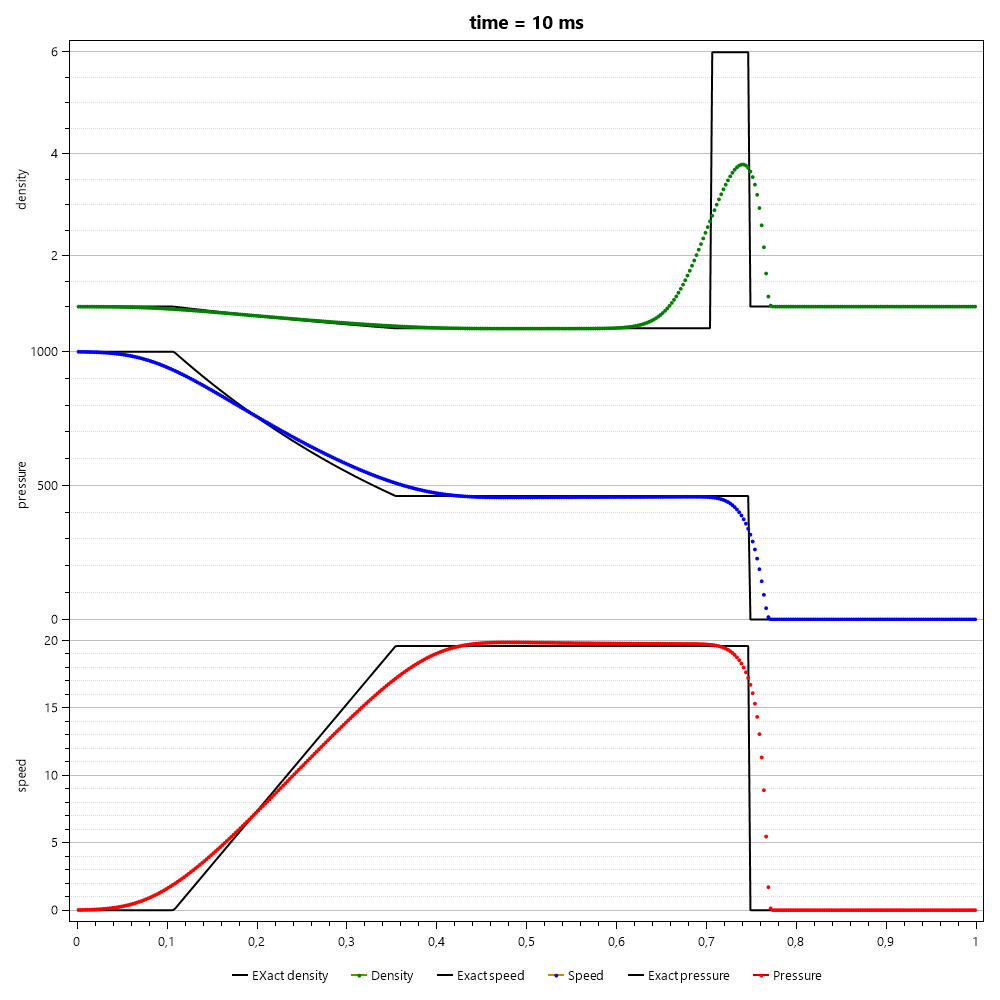 time = 10 ms
6
4
2
density
1000
500
0
pressure
20
15
10
5
0
speed
0 0,1 0,2 0,3 0,4 0,5 0,6 0,7 0,8 0,9 1
EXact density Density Exact speed Speed Exact pressure Pressure